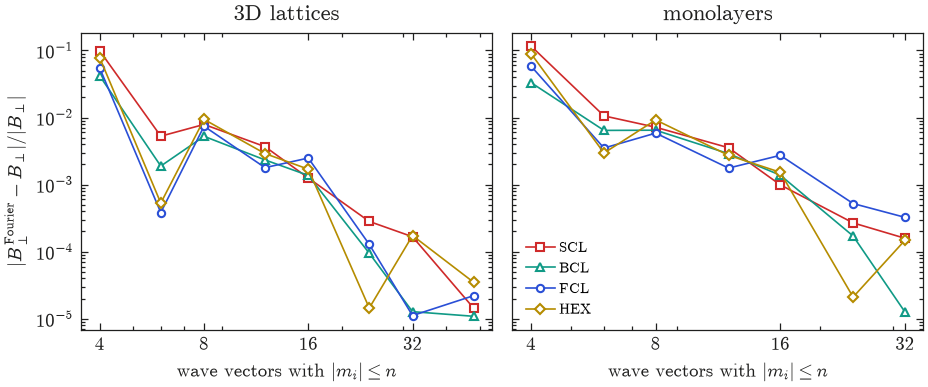 3D lattices
monolayers
|B⊥^Fourier − B⊥|/|B⊥|
10⁻¹
10⁻²
10⁻³
10⁻⁴
10⁻⁵
SCL
BCL
FCL
HEX
4 8 16 32
4 8 16 32
wave vectors with |mᵢ| ≤ n
wave vectors with |mᵢ| ≤ n